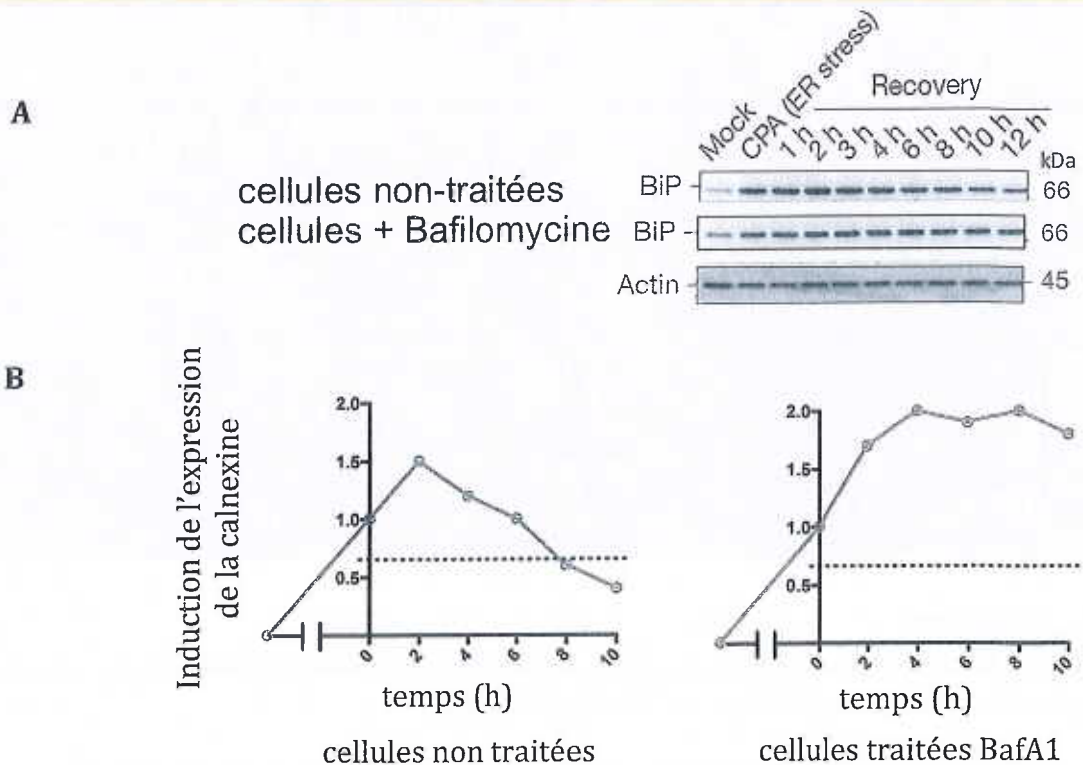 A
Mock CPA (ER stress) 1 h 2 h 3 h 4 h 6 h 8 h 10 h 12 h
Recovery
kDa
cellules non-traitées BiP 66
cellules + Bafilomycine BiP 66
Actin 45
B
Induction de l'expression
de la calnexine
2.0
1.5
1.0
0.5
0 2 4 6 8 10
temps (h)
cellules non traitées
2.0
1.5
1.0
0.5
0 2 4 6 8 10
temps (h)
cellules traitées BafA1